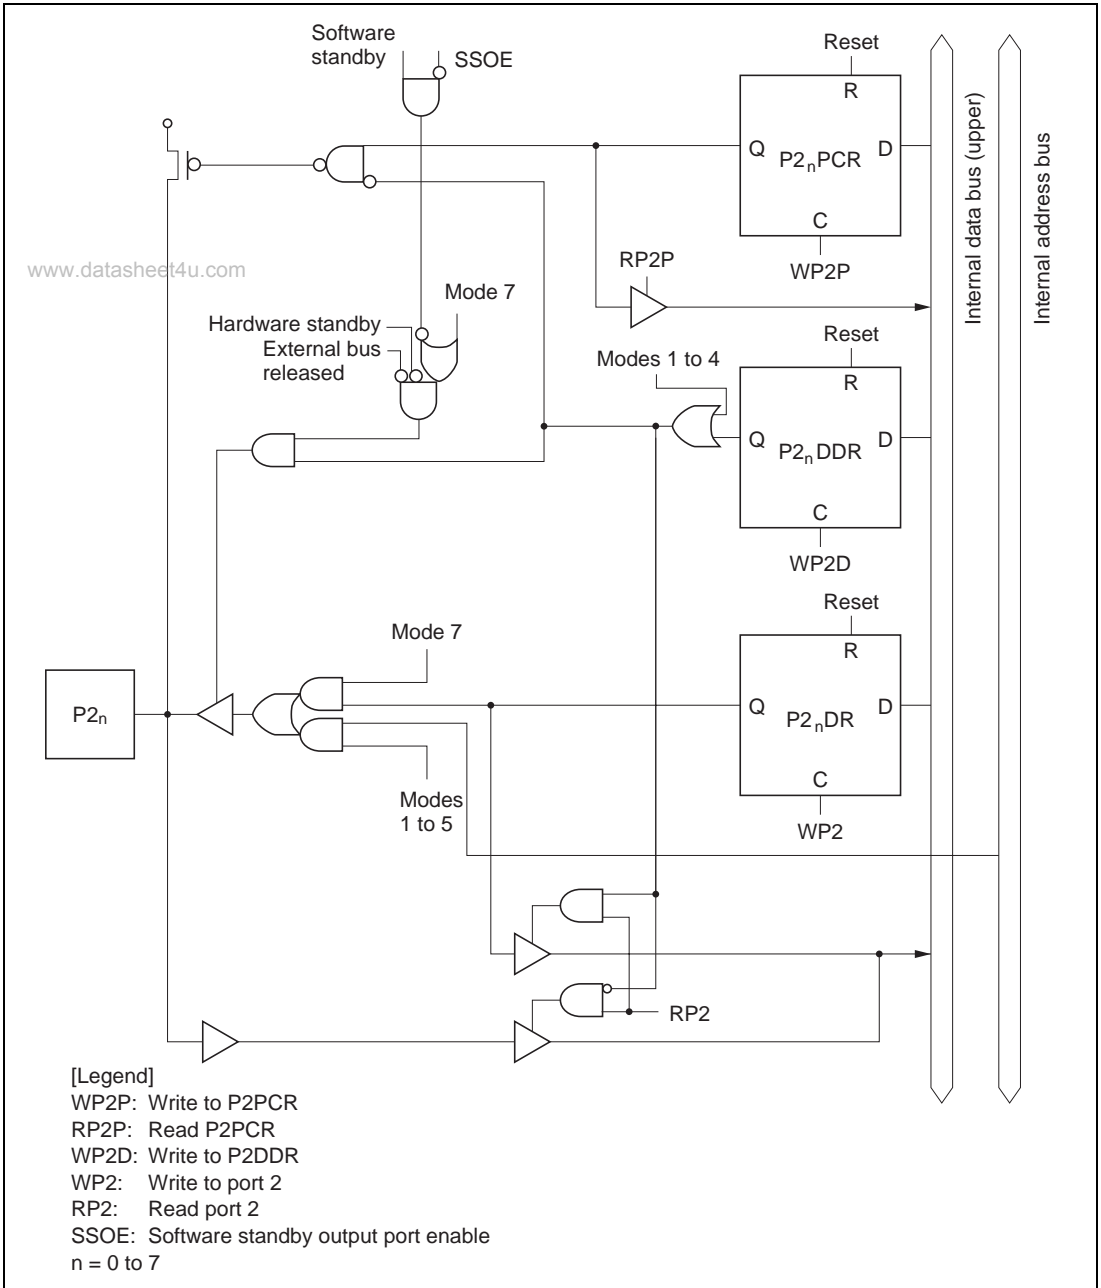 Software
standby
SSOE
Reset
R
Q
P2nPCR
D
C
WP2P
Internal data bus (upper)
Internal address bus
www.datasheet4u.com
RP2P
Mode 7
Hardware standby
External bus
released
Modes 1 to 4
Reset
R
Q
P2nDDR
D
C
WP2D
Reset
Mode 7
R
P2n
Q
P2nDR
D
C
Modes
1 to 5
WP2
RP2
[Legend]
WP2P: Write to P2PCR
RP2P: Read P2PCR
WP2D: Write to P2DDR
WP2: Write to port 2
RP2: Read port 2
SSOE: Software standby output port enable
n = 0 to 7